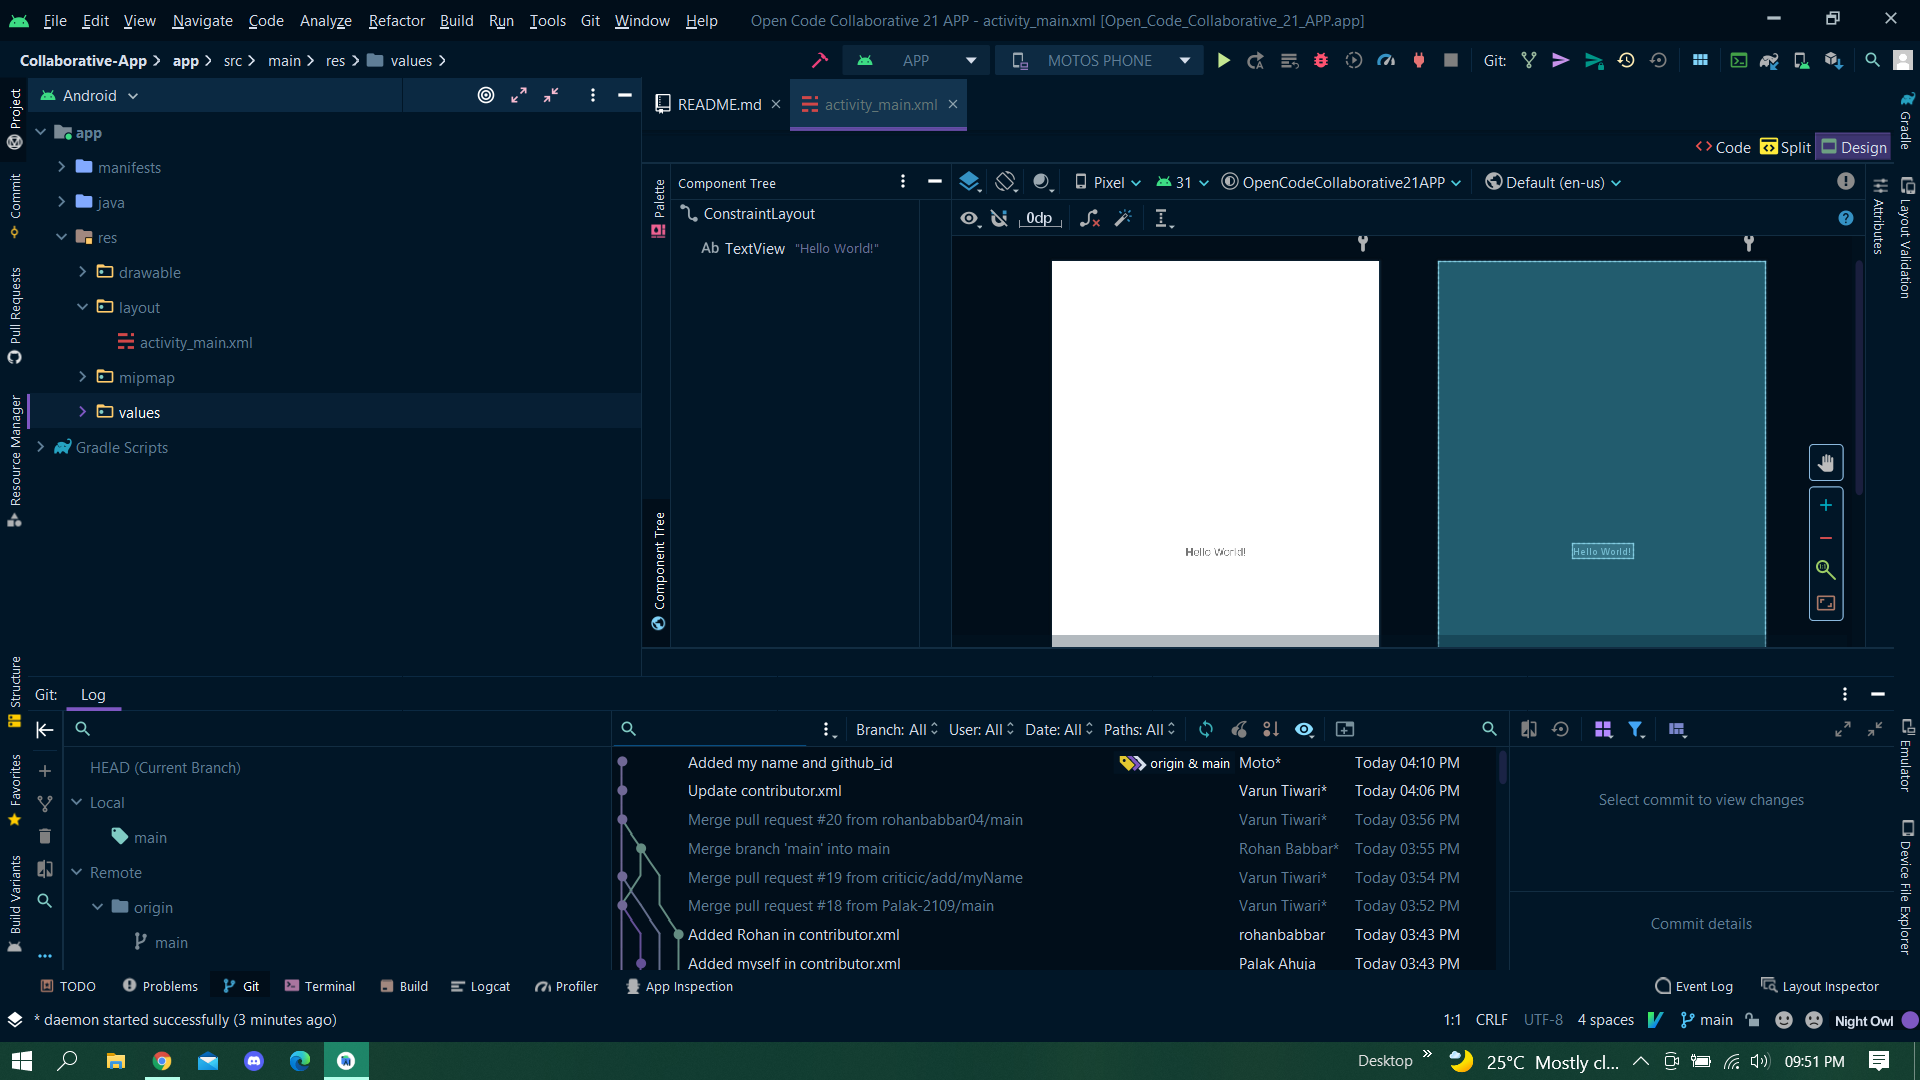 File Edit View Navigate Code Analyze Refactor Build Run Tools Git Window Help Open Code Collaborative 21 APP - activity_main.xml [Open_Code_Collaborative_21_APP.app]
Collaborative-App app src main res values APP MOTOS PHONE Git:
Android
README.md activity_main.xml
Code Split Design
Project
Commit
Pull Requests
Resource Manager
Structure
Favorites
Build Variants
app
manifests
java
res
drawable
layout
activity_main.xml
mipmap
values
Gradle Scripts
Palette
Component Tree
Component Tree
ConstraintLayout
Ab TextView "Hello World!"
Pixel 31 OpenCodeCollaborative21APP Default (en-us)
0dp
Hello World!
Hello World!
Attributes
Gradle
Layout Validation
Emulator
Device File Explorer
Git: Log
Branch: All User: All Date: All Paths: All
HEAD (Current Branch)
Local
main
Remote
origin
main
Added my name and github_id origin & main Moto* Today 04:10 PM
Update contributor.xml Varun Tiwari* Today 04:06 PM
Merge pull request #20 from rohanbabbar04/main Varun Tiwari* Today 03:56 PM
Merge branch 'main' into main Rohan Babbar* Today 03:55 PM
Merge pull request #19 from criticic/add/myName Varun Tiwari* Today 03:54 PM
Merge pull request #18 from Palak-2109/main Varun Tiwari* Today 03:52 PM
Added Rohan in contributor.xml rohanbabbar Today 03:43 PM
Added myself in contributor.xml Palak Ahuja Today 03:43 PM
Select commit to view changes
Commit details
TODO Problems Git Terminal Build Logcat Profiler App Inspection Event Log Layout Inspector
* daemon started successfully (3 minutes ago) 1:1 CRLF UTF-8 4 spaces main Night Owl
Desktop 25°C Mostly cl... 09:51 PM